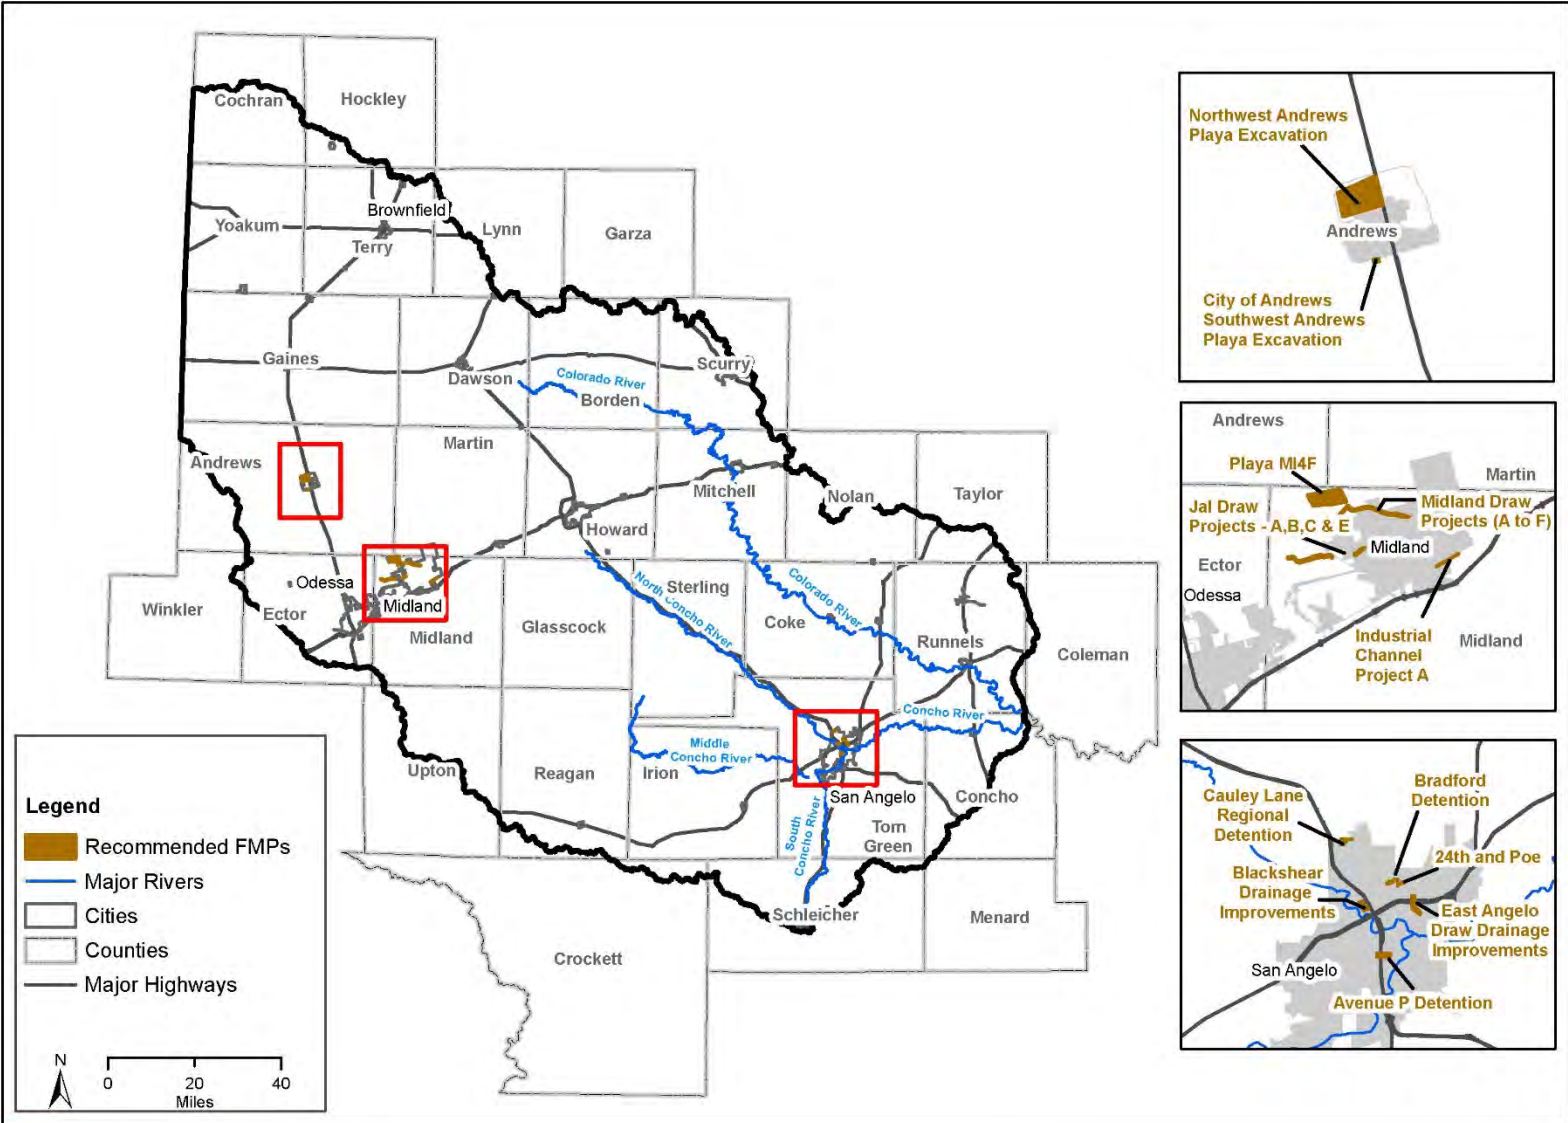 Cochran
Hockley
Brownfield
Yoakum
Terry
Lynn
Garza
Gaines
Dawson
Colorado River
Borden
Scurry
Andrews
Martin
Mitchell
Nolan
Taylor
Howard
Odessa
Winkler
Ector
Midland
Midland
Glasscock
Sterling
North Concho River
Coke
Colorado River
Runnels
Coleman
Concho River
Middle
Concho River
Upton
Reagan
Irion
San Angelo
Concho
South
Concho River
Tom
Green
Schleicher
Menard
Crockett
Legend
Recommended FMPs
Major Rivers
Cities
Counties
Major Highways
N
0
20
40
Miles
Northwest Andrews
Playa Excavation
Andrews
City of Andrews
Southwest Andrews
Playa Excavation
Andrews
Playa MI4F
Martin
Jal Draw
Projects - A,B,C & E
Midland Draw
Projects (A to F)
Midland
Ector
Odessa
Industrial
Channel
Project A
Midland
Bradford
Detention
Cauley Lane
Regional
Detention
24th and Poe
Blackshear
Drainage
Improvements
East Angelo
Draw Drainage
Improvements
San Angelo
Avenue P Detention